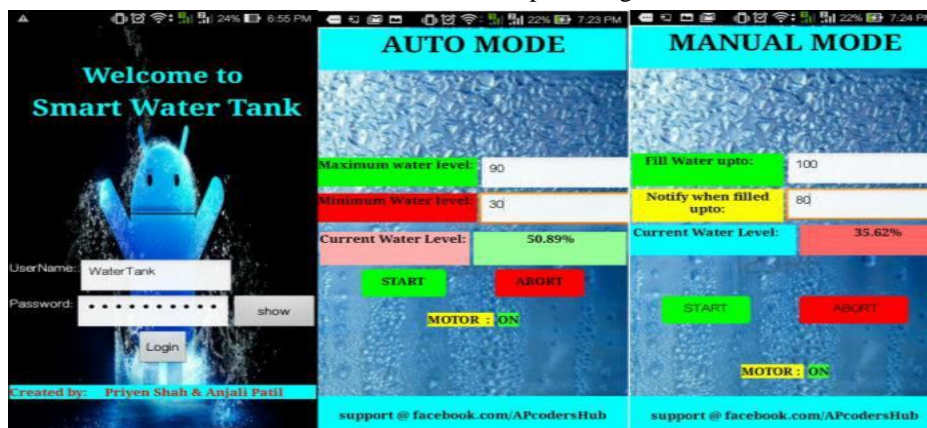 24% 6:55 PM
Welcome to
Smart Water Tank
UserName: WaterTank
Password: show
Login
Created by: Priyen Shah & Anjali Patil
22% 7:23 PM
AUTO MODE
Maximum water level: 90
Minimum Water level: 30
Current Water Level: 50.89%
START ABORT
MOTOR : ON
support @ facebook.com/APcodersHub
22% 7:24 PM
MANUAL MODE
Fill Water upto: 100
Notify when filled
upto: 80
Current Water Level: 35.62%
START ABORT
MOTOR : ON
support @ facebook.com/APcodersHub